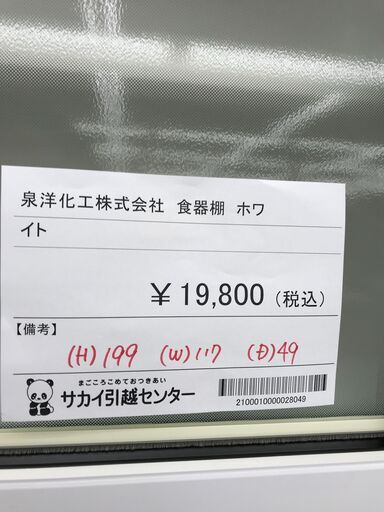 泉洋化工株式会社 食器棚 ホワ
イト
￥19,800（税込）
【備考】
(H)199 (W)117 (D)49
まごころこめておつきあい
サカイ引越センター
2100010000028049